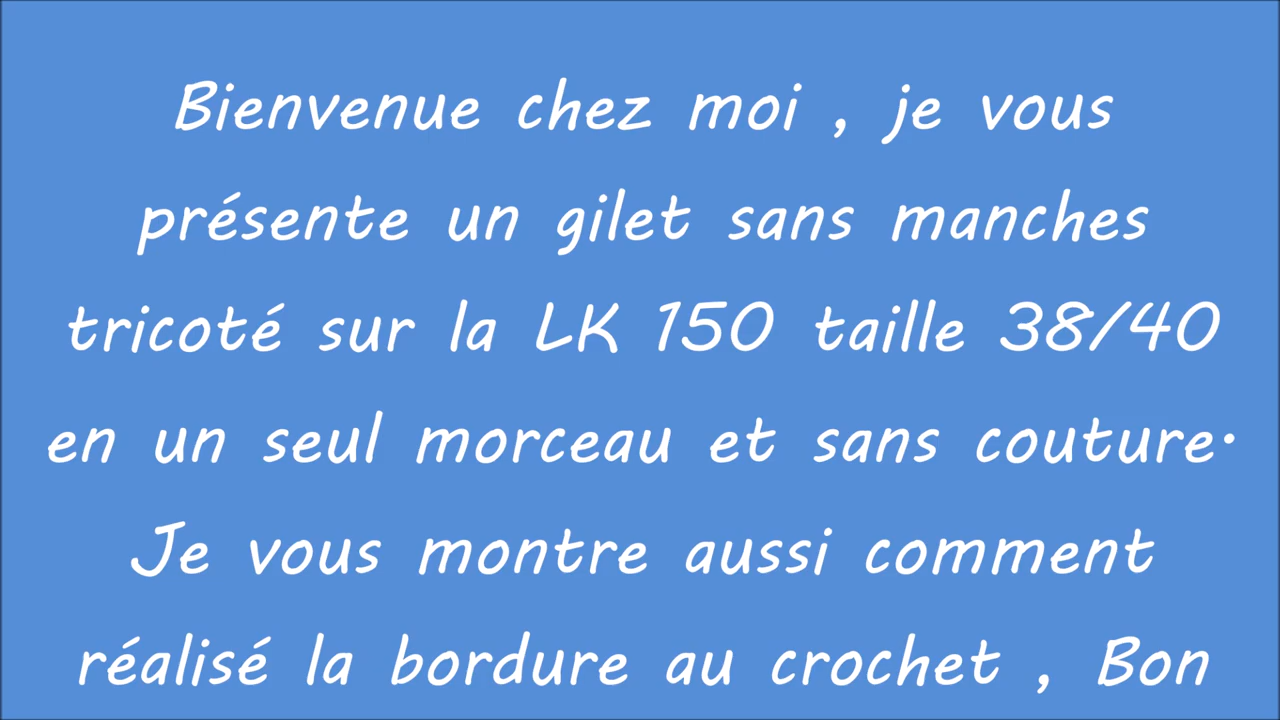 Bienvenue chez moi , je vous
présente un gilet sans manches
tricoté sur la LK 150 taille 38/40
en un seul morceau et sans couture.
Je vous montre aussi comment
réalisé la bordure au crochet , Bon